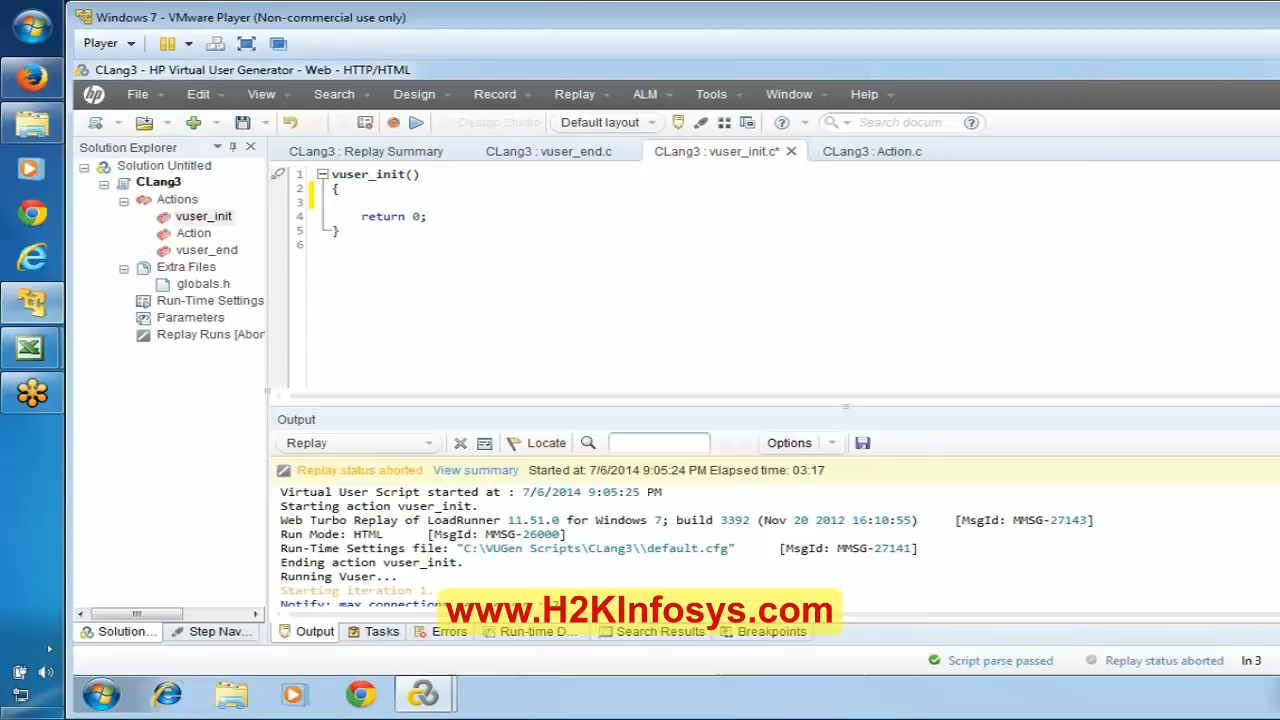 Windows 7 - VMware Player (Non-commercial use only)
Player
CLang3 - HP Virtual User Generator - Web - HTTP/HTML
hp File Edit View Search Design Record Replay ALM Tools Window Help
Design Studio Default layout Search docum
Solution Explorer
CLang3 : Replay Summary CLang3 : vuser_end.c CLang3 : vuser_init.c* CLang3 : Action.c
Solution Untitled
CLang3
Actions
vuser_init
Action
vuser_end
Extra Files
globals.h
Run-Time Settings
Parameters
Replay Runs [Abor
1 vuser_init()
2 {
3
4 return 0;
5 }
6
Output
Replay Locate Options
Replay status aborted View summary Started at: 7/6/2014 9:05:24 PM Elapsed time: 03:17
Virtual User Script started at : 7/6/2014 9:05:25 PM
Starting action vuser_init.
Web Turbo Replay of LoadRunner 11.51.0 for Windows 7; build 3392 (Nov 20 2012 16:10:55) [MsgId: MMSG-27143]
Run Mode: HTML [MsgId: MMSG-26000]
Run-Time Settings file: "C:\VUGen Scripts\CLang3\\default.cfg" [MsgId: MMSG-27141]
Ending action vuser_init.
Running Vuser...
Starting iteration 1.
Notify: max connections
www.H2KInfosys.com
Solution... Step Nav... Output Tasks Errors Run-time D... Search Results Breakpoints
Script parse passed Replay status aborted ln 3